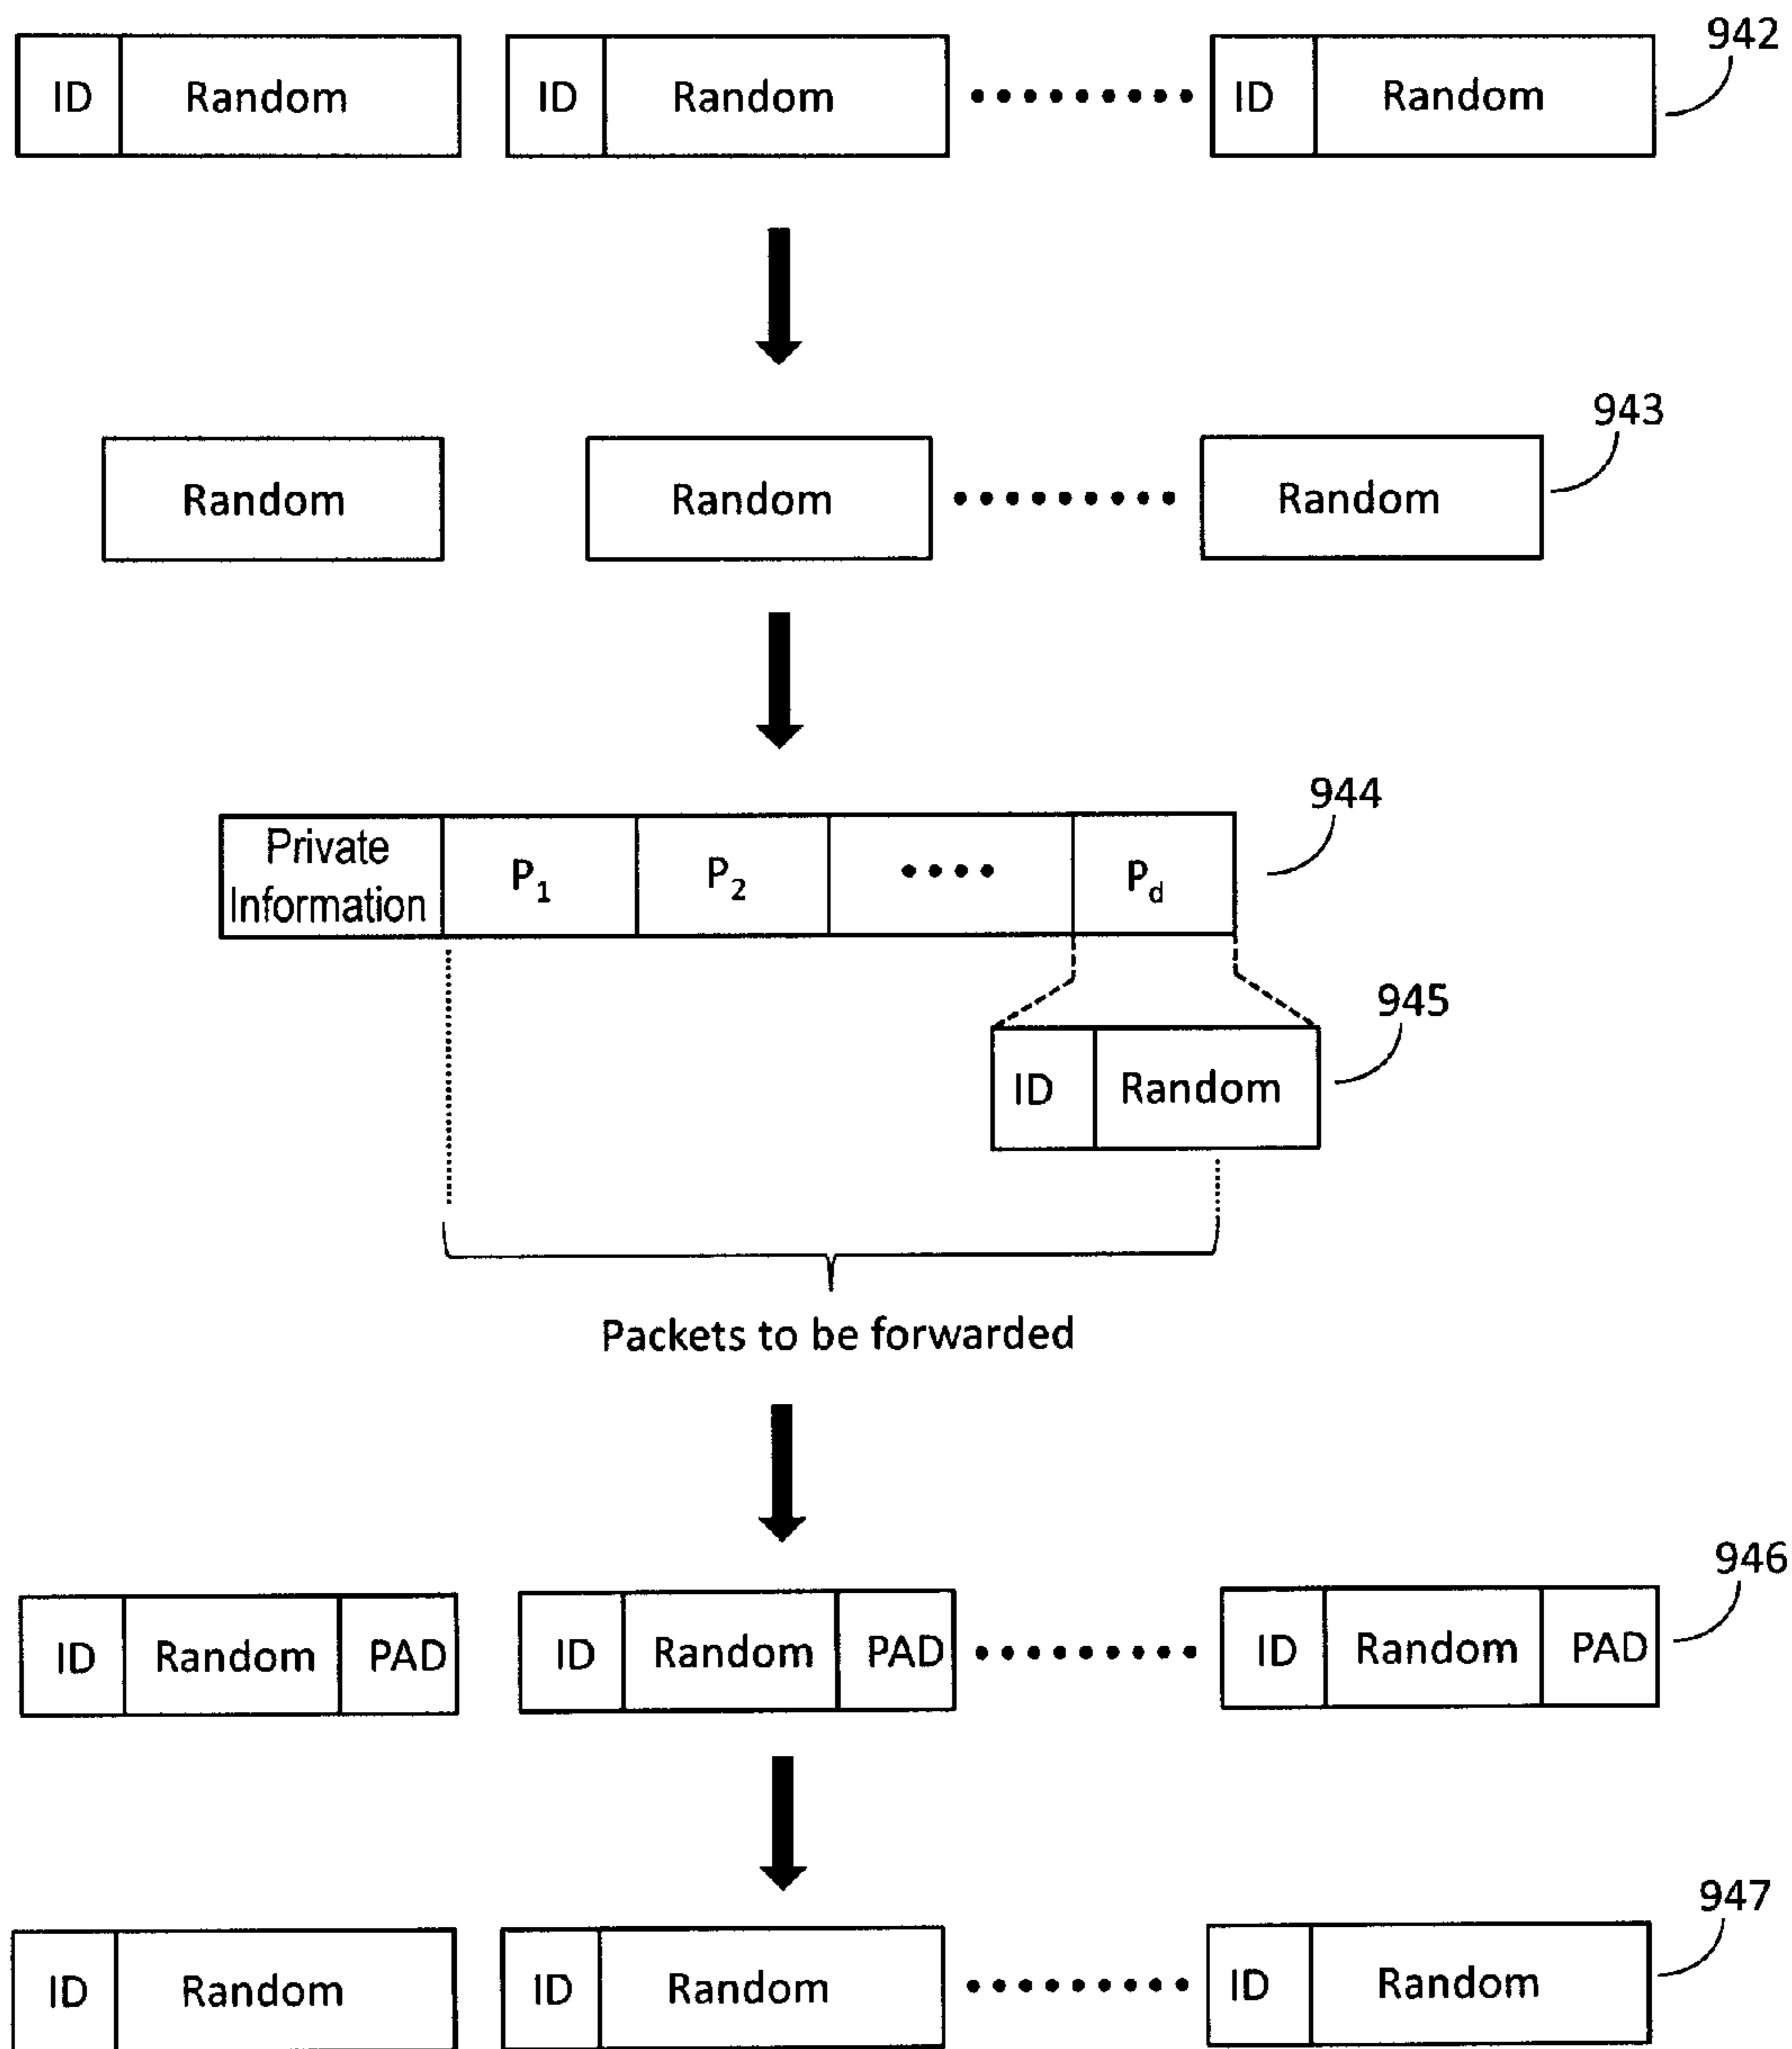 942
ID Random ID Random ID Random
943
Random Random Random
944
Private
Information P1 P2 Pd
945
ID Random
Packets to be forwarded
946
ID Random PAD ID Random PAD ID Random PAD
947
ID Random ID Random ID Random